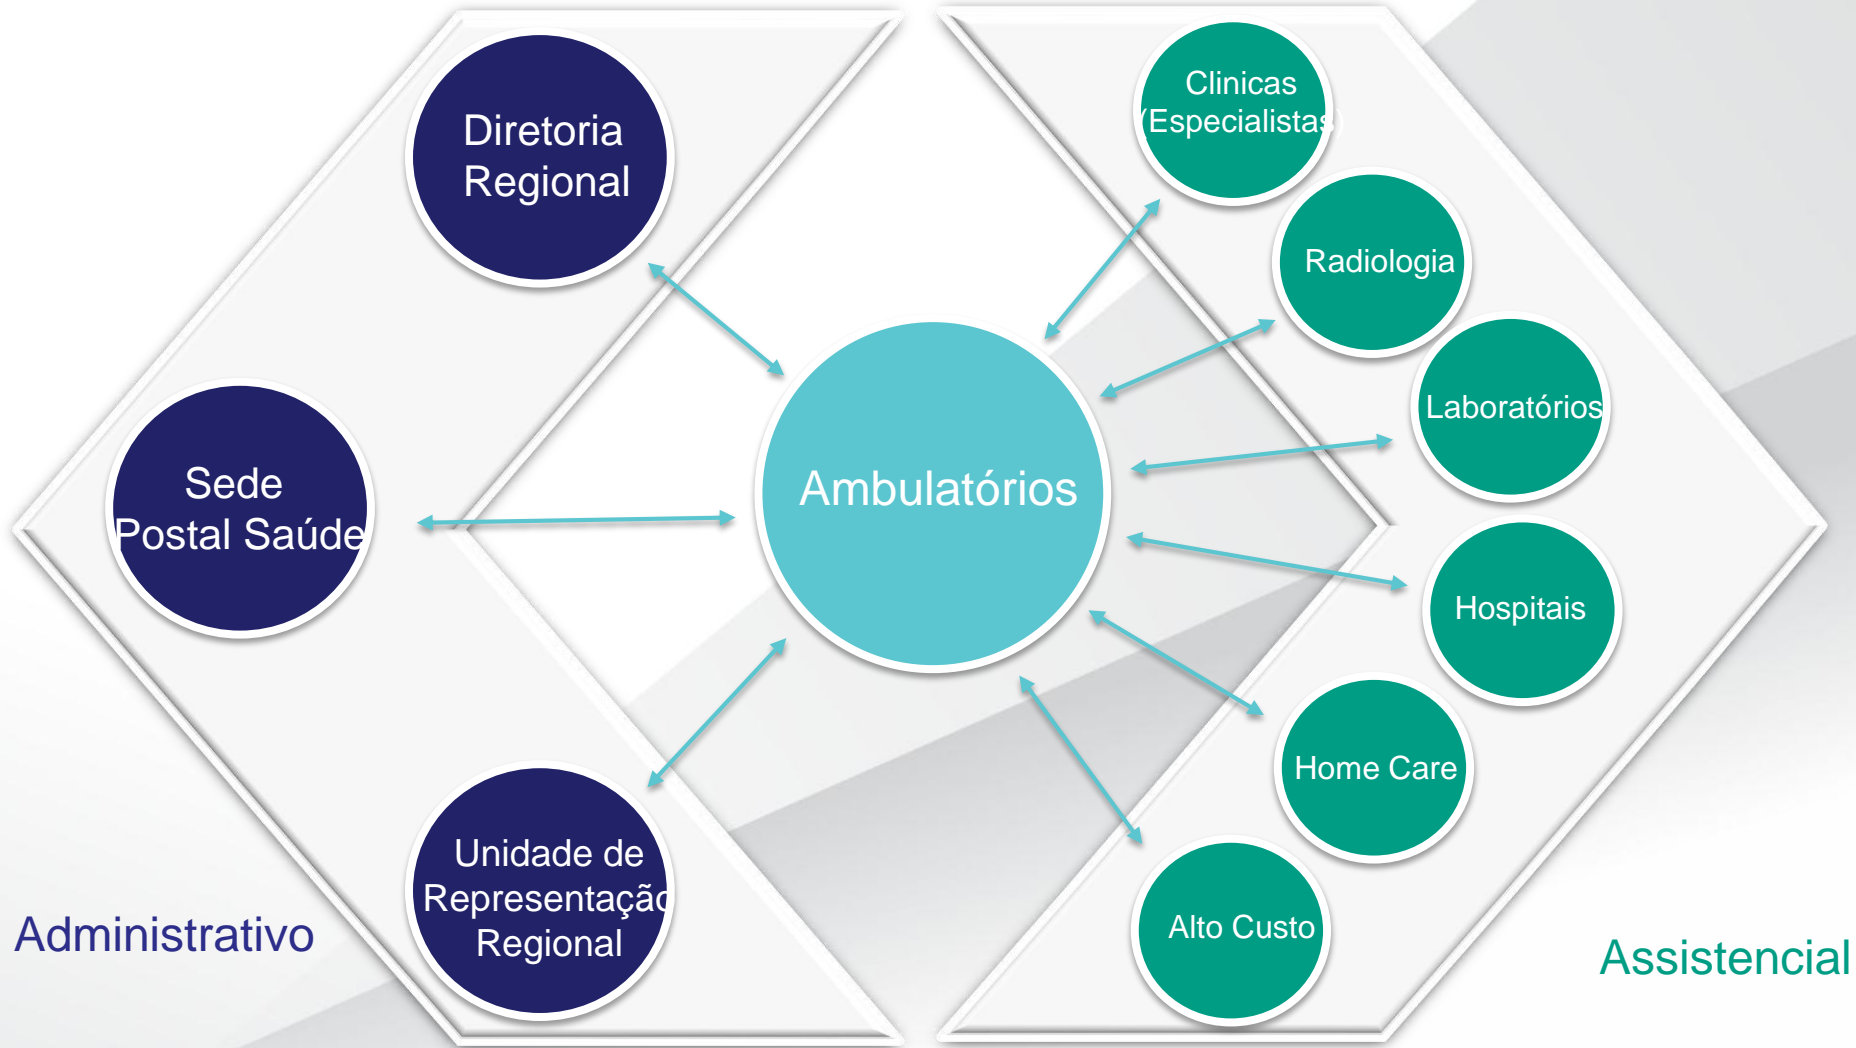 Diretoria
Regional
Sede
Postal Saúde
Unidade de
Representação
Regional
Administrativo
Ambulatórios
Clinicas
(Especialistas)
Radiologia
Laboratórios
Hospitais
Home Care
Alto Custo
Assistencial